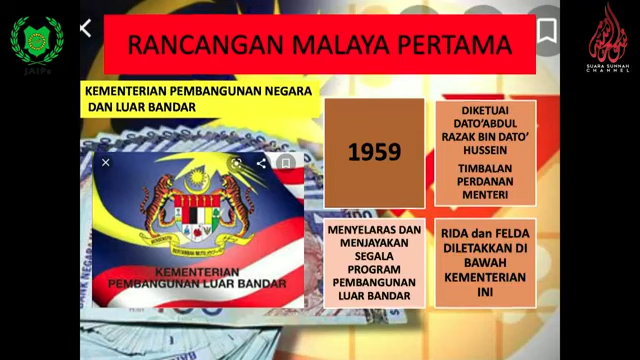 RANCANGAN MALAYA PERTAMA
JAIPs
SUARA SUNNAH
CHANNEL
KEMENTERIAN PEMBANGUNAN NEGARA
DAN LUAR BANDAR
1959
DIKETUAI
DATO'ABDUL
RAZAK BIN DATO'
HUSSEIN
TIMBALAN
PERDANAN
MENTERI
KEMENTERIAN
PEMBANGUNAN LUAR BANDAR
MENYELARAS DAN
MENJAYAKAN
SEGALA
PROGRAM
PEMBANGUNAN
LUAR BANDAR
RIDA dan FELDA
DILETAKKAN DI
BAWAH
KEMENTERIAN
INI